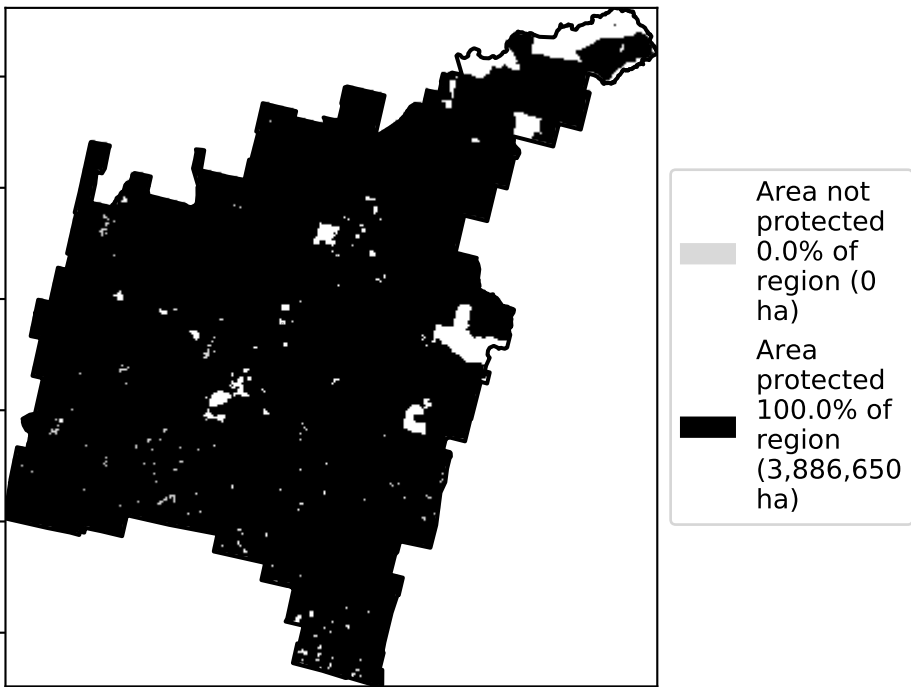 Area not
protected
0.0% of
region (0
ha)
Area
protected
100.0% of
region
(3,886,650
ha)